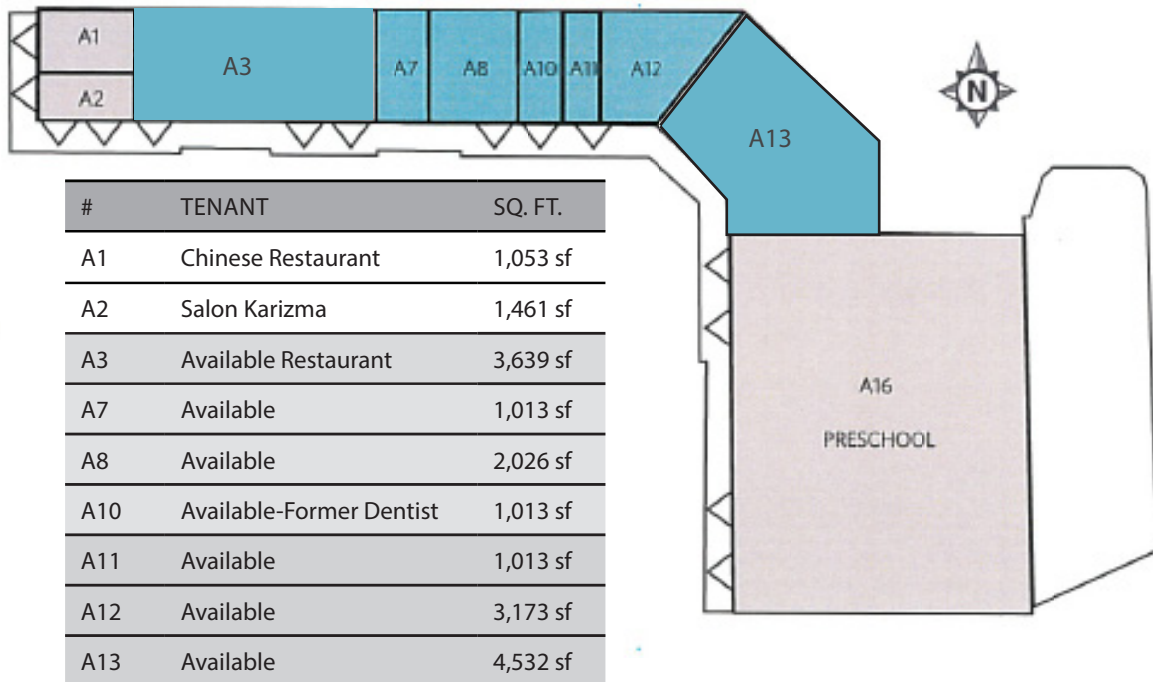 A1
A2
A3
A7
A8
A10
A11
A12
A13
N
# TENANT SQ. FT.
A1 Chinese Restaurant 1,053 sf
A2 Salon Karizma 1,461 sf
A3 Available Restaurant 3,639 sf
A7 Available 1,013 sf
A8 Available 2,026 sf
A10 Available-Former Dentist 1,013 sf
A11 Available 1,013 sf
A12 Available 3,173 sf
A13 Available 4,532 sf
A16
PRESCHOOL